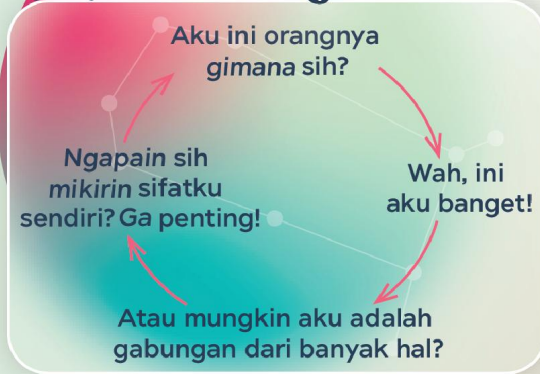 Aku ini orangnya
gimana sih?
Wah, ini
aku banget!
Atau mungkin aku adalah
gabungan dari banyak hal?
Ngapain sih
mikirin sifatku
sendiri? Ga penting!